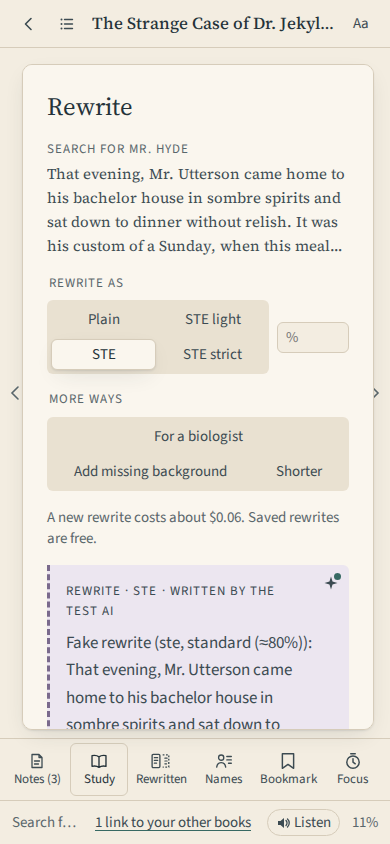 The Strange Case of Dr. Jekyl... Aa
Rewrite
SEARCH FOR MR. HYDE
That evening, Mr. Utterson came home to
his bachelor house in sombre spirits and
sat down to dinner without relish. It was
his custom of a Sunday, when this meal...
REWRITE AS
Plain STE light
STE STE strict
%
MORE WAYS
For a biologist
Add missing background Shorter
A new rewrite costs about $0.06. Saved rewrites
are free.
REWRITE · STE · WRITTEN BY THE
TEST AI
Fake rewrite (ste, standard (≈80%)):
That evening, Mr. Utterson came
home to his bachelor house in
sombre spirits and sat down to
Notes (3) Study Rewritten Names Bookmark Focus
Search f... 1 link to your other books Listen 11%